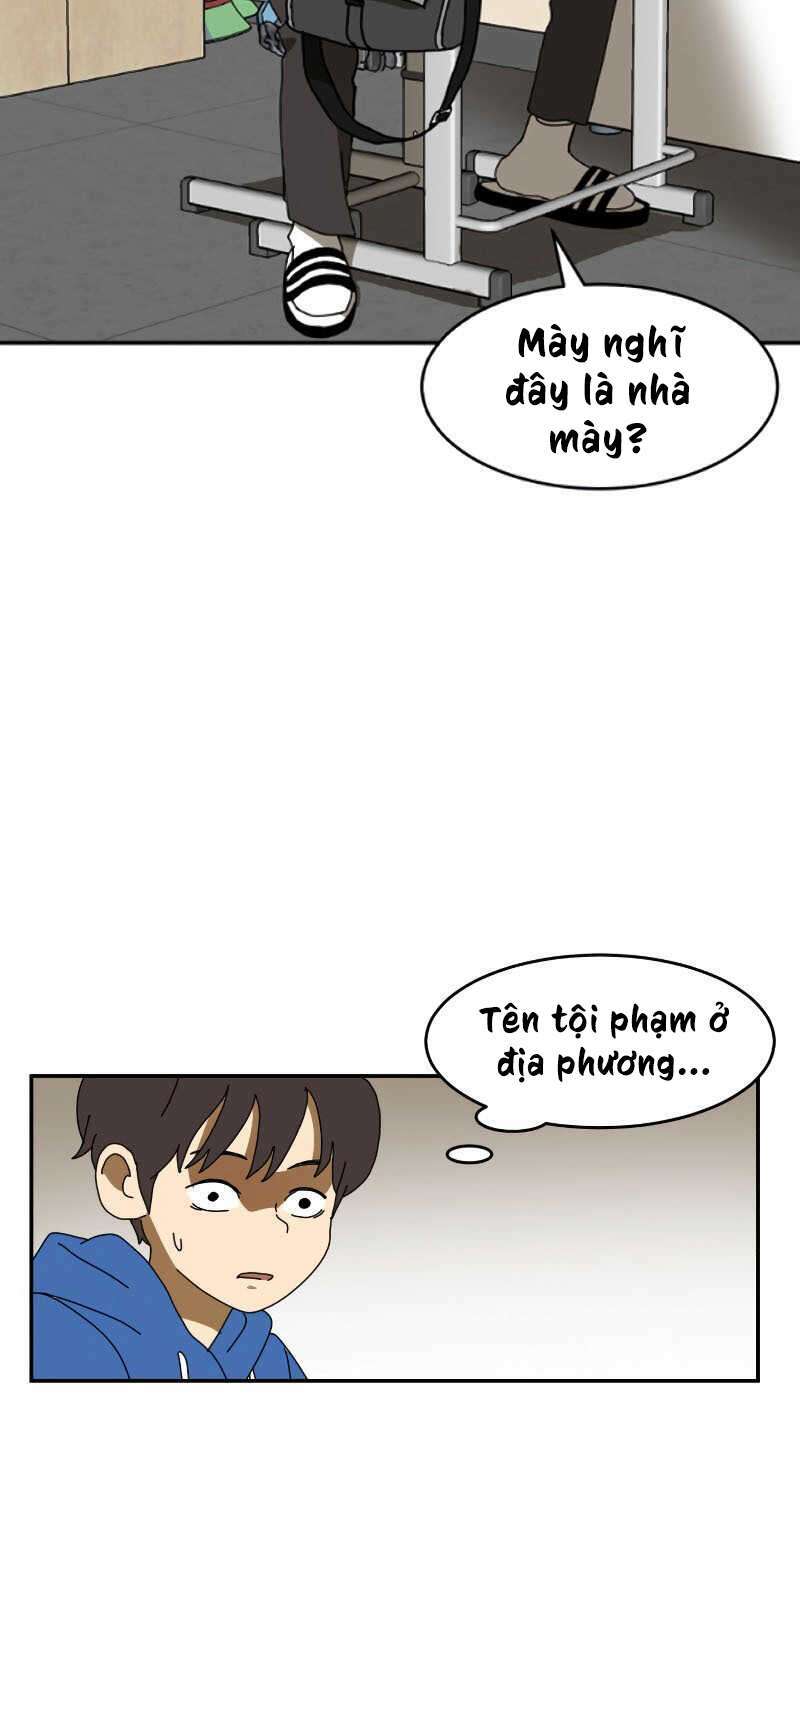 Mày nghĩ
đây là nhà
mày?
Tên tội phạm ở
địa phương...